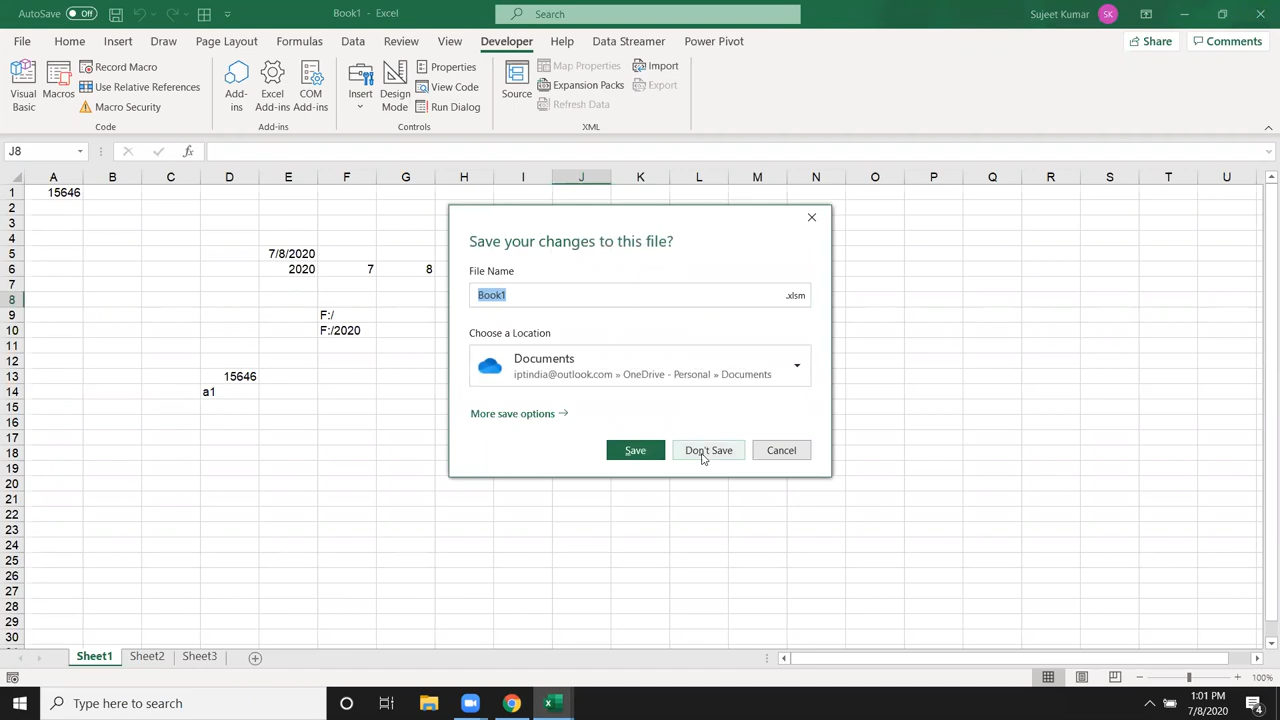 AutoSave Off Book1 - Excel Search Sujeet Kumar SK
File Home Insert Draw Page Layout Formulas Data Review View Developer Help Data Streamer Power Pivot Share Comments
Visual Basic
Macros
Record Macro
Use Relative References
Macro Security
Code
Add-ins
Excel Add-ins
COM Add-ins
Add-ins
Insert
Design Mode
Properties
View Code
Run Dialog
Controls
Source
Map Properties
Expansion Packs
Refresh Data
Import
Export
XML
J8 fx
A B C D E F G H I J K L M N O P Q R S T U
1 15646
2
3
4
5 7/8/2020
6 2020 7 8
7
8
9 F:/
10 F:/2020
11
12
13 15646
14 a1
15
16
17
18
19
20
21
22
23
24
25
26
27
28
29
30
Save your changes to this file?
File Name
Book1 .xlsm
Choose a Location
Documents
iptindia@outlook.com » OneDrive - Personal » Documents
More save options
Save Don't Save Cancel
Sheet1 Sheet2 Sheet3
100%
Type here to search
1:01 PM
7/8/2020
4